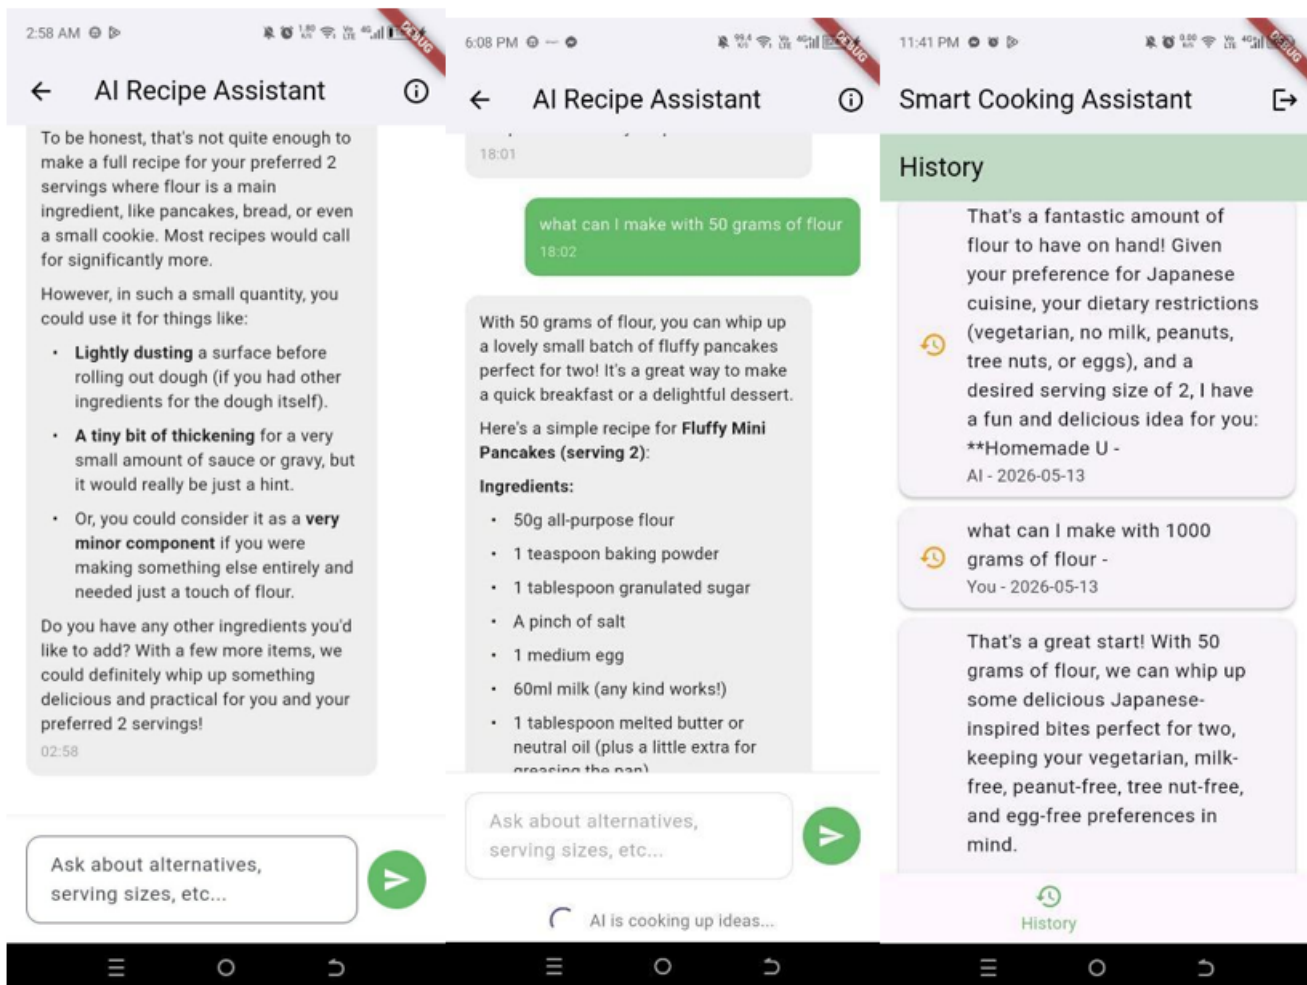 2:58 AM
DEBUG
AI Recipe Assistant
To be honest, that's not quite enough to
make a full recipe for your preferred 2
servings where flour is a main
ingredient, like pancakes, bread, or even
a small cookie. Most recipes would call
for significantly more.
However, in such a small quantity, you
could use it for things like:
• Lightly dusting a surface before
rolling out dough (if you had other
ingredients for the dough itself).
• A tiny bit of thickening for a very
small amount of sauce or gravy, but
it would really be just a hint.
• Or, you could consider it as a very
minor component if you were
making something else entirely and
needed just a touch of flour.
Do you have any other ingredients you'd
like to add? With a few more items, we
could definitely whip up something
delicious and practical for you and your
preferred 2 servings!
02:58
Ask about alternatives,
serving sizes, etc...
6:08 PM
DEBUG
AI Recipe Assistant
18:01
what can I make with 50 grams of flour
18:02
With 50 grams of flour, you can whip up
a lovely small batch of fluffy pancakes
perfect for two! It's a great way to make
a quick breakfast or a delightful dessert.
Here's a simple recipe for Fluffy Mini
Pancakes (serving 2):
Ingredients:
• 50g all-purpose flour
• 1 teaspoon baking powder
• 1 tablespoon granulated sugar
• A pinch of salt
• 1 medium egg
• 60ml milk (any kind works!)
• 1 tablespoon melted butter or
neutral oil (plus a little extra for
greasing the pan)
Ask about alternatives,
serving sizes, etc...
AI is cooking up ideas...
11:41 PM
DEBUG
Smart Cooking Assistant
History
That's a fantastic amount of
flour to have on hand! Given
your preference for Japanese
cuisine, your dietary restrictions
(vegetarian, no milk, peanuts,
tree nuts, or eggs), and a
desired serving size of 2, I have
a fun and delicious idea for you:
**Homemade U -
AI - 2026-05-13
what can I make with 1000
grams of flour -
You - 2026-05-13
That's a great start! With 50
grams of flour, we can whip up
some delicious Japanese-
inspired bites perfect for two,
keeping your vegetarian, milk-
free, peanut-free, tree nut-free,
and egg-free preferences in
mind.
History